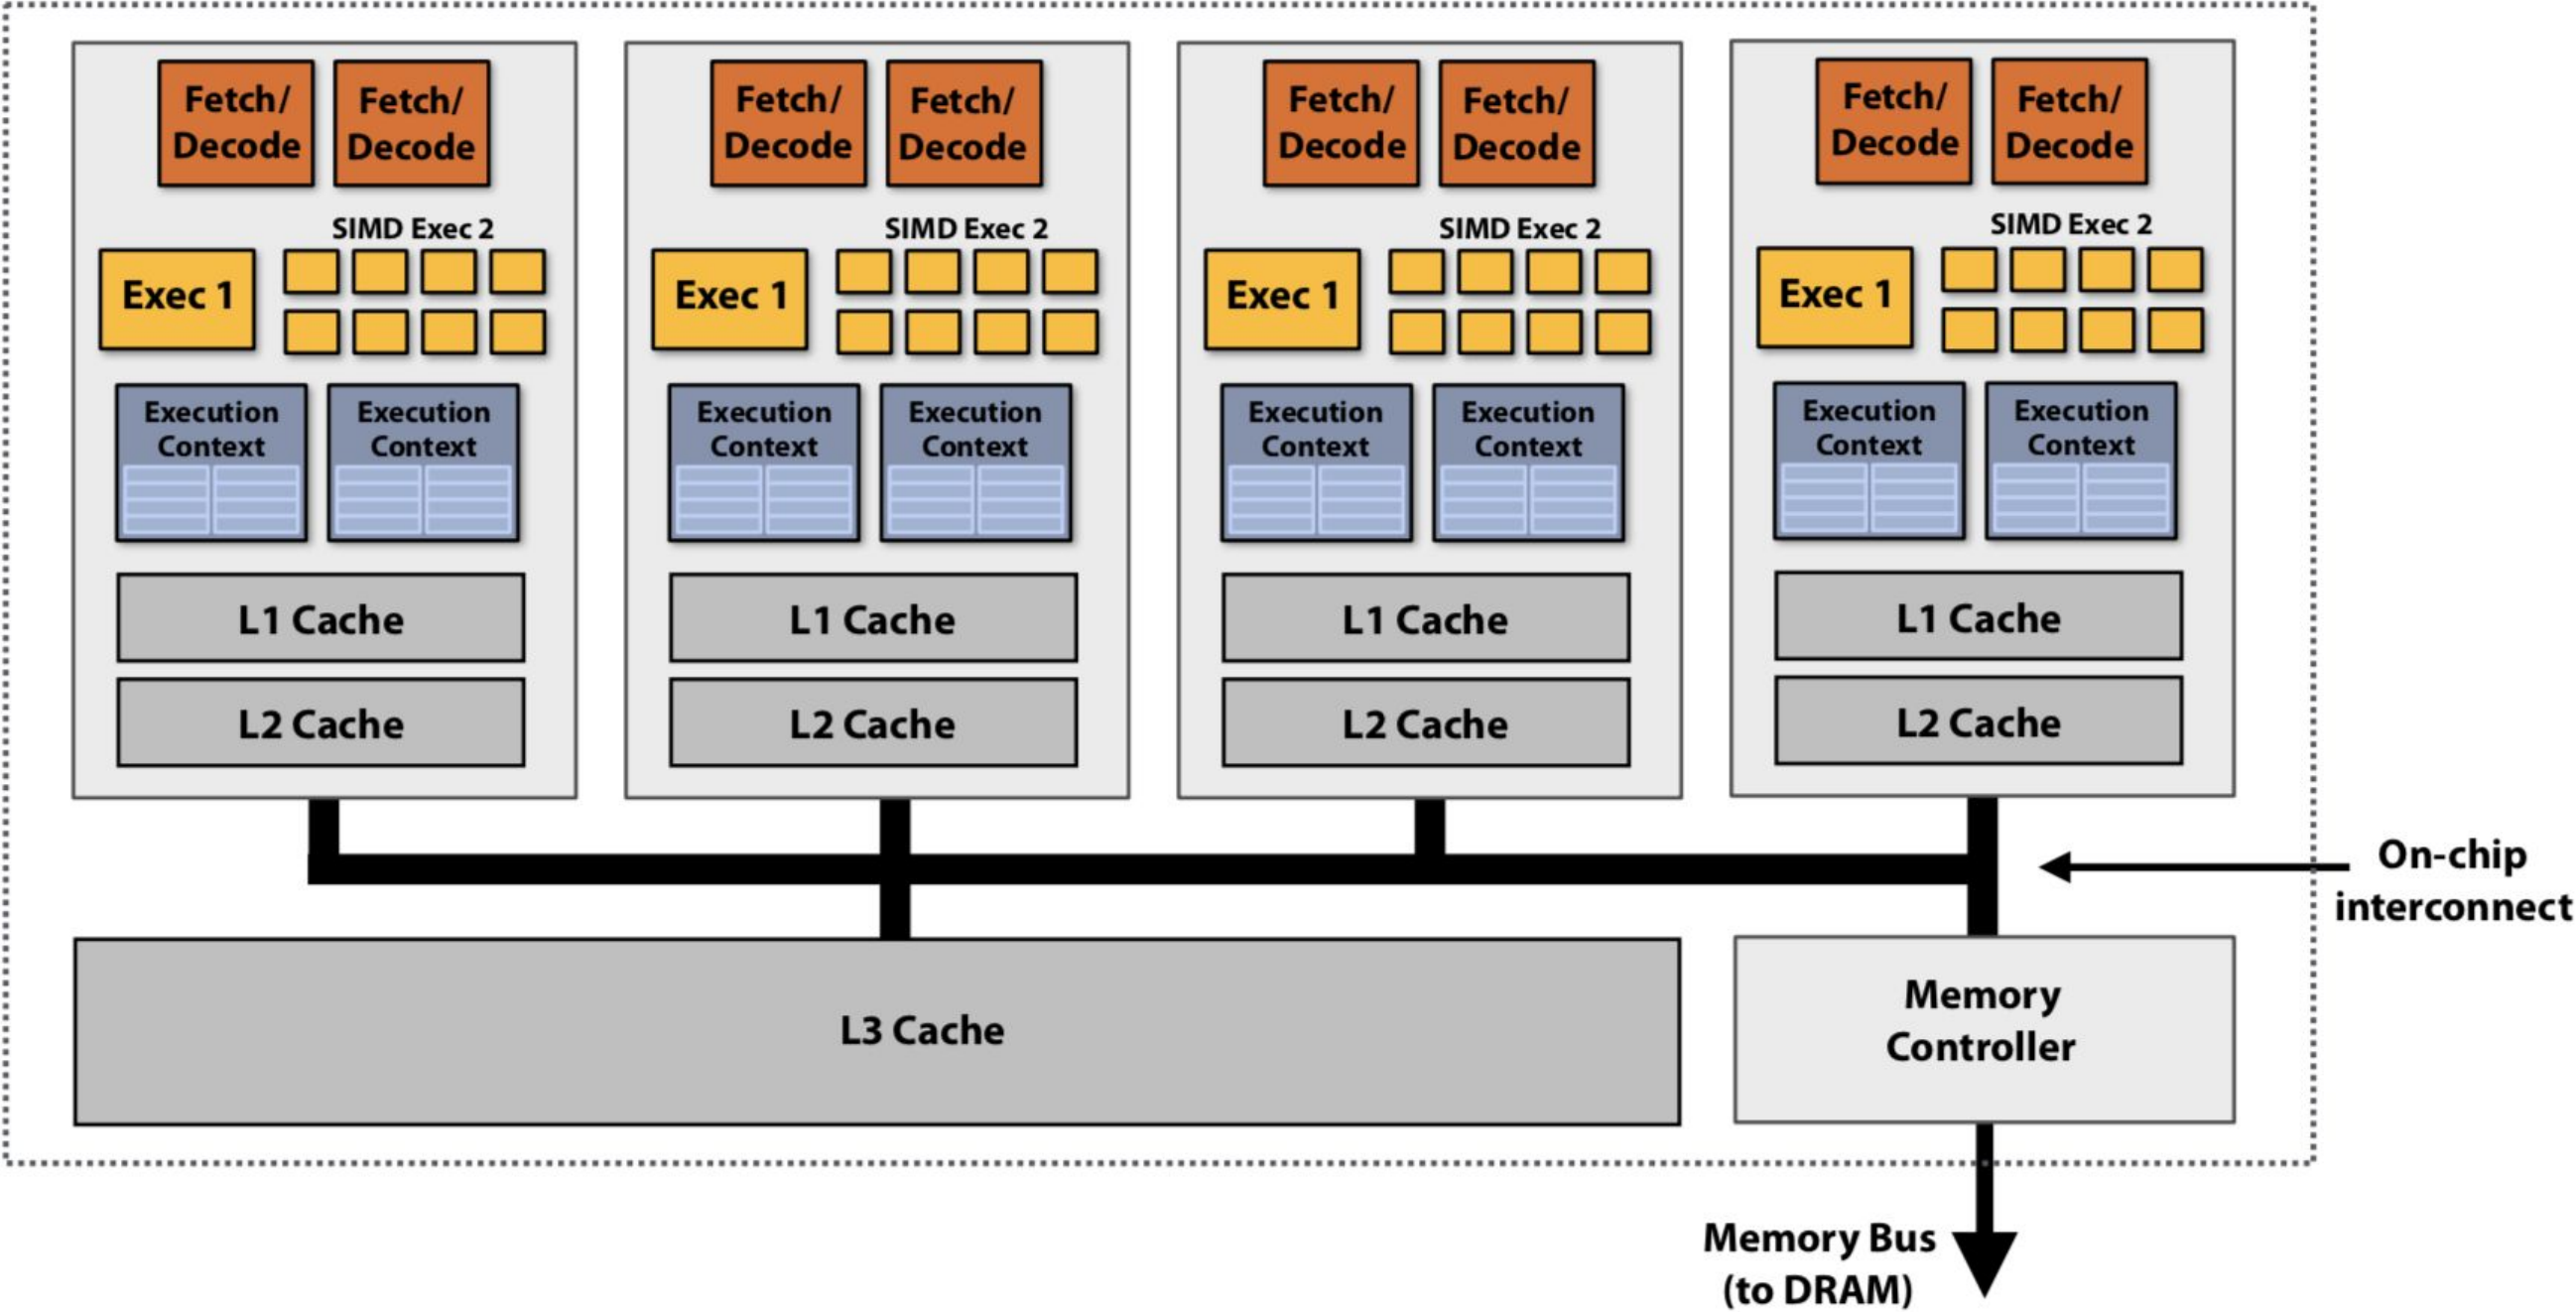 Fetch/
Decode
Fetch/
Decode
SIMD Exec 2
Exec 1
Execution
Context
Execution
Context
L1 Cache
L2 Cache
Fetch/
Decode
Fetch/
Decode
SIMD Exec 2
Exec 1
Execution
Context
Execution
Context
L1 Cache
L2 Cache
Fetch/
Decode
Fetch/
Decode
SIMD Exec 2
Exec 1
Execution
Context
Execution
Context
L1 Cache
L2 Cache
Fetch/
Decode
Fetch/
Decode
SIMD Exec 2
Exec 1
Execution
Context
Execution
Context
L1 Cache
L2 Cache
On-chip
interconnect
L3 Cache
Memory
Controller
Memory Bus
(to DRAM)